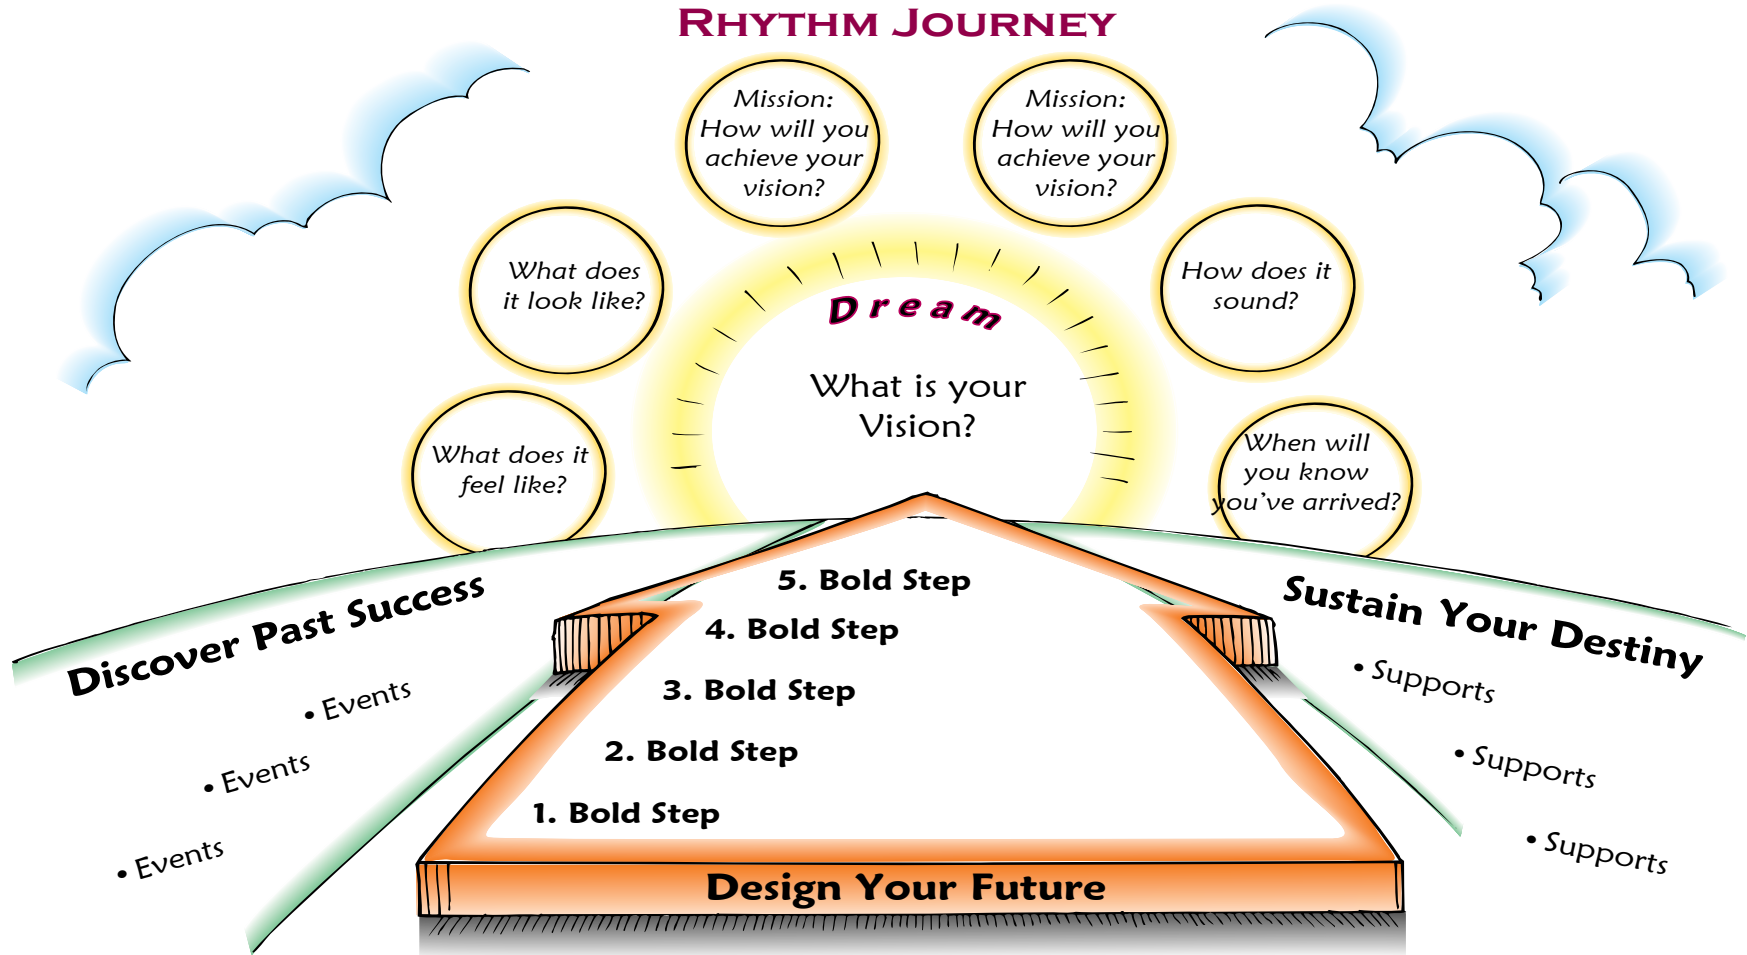 RHYTHM JOURNEY
Mission:
How will you
achieve your
vision?
Mission:
How will you
achieve your
vision?
What does
it look like?
How does it
sound?
What does it
feel like?
When will
you know
you've arrived?
Dream
What is your
Vision?
Discover Past Success
• Events
• Events
• Events
5. Bold Step
4. Bold Step
3. Bold Step
2. Bold Step
1. Bold Step
Design Your Future
Sustain Your Destiny
• Supports
• Supports
• Supports